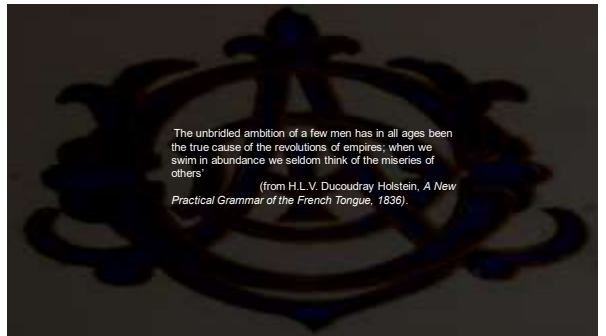 'The unbridled ambition of a few men has in all ages been
the true cause of the revolutions of empires; when we
swim in abundance we seldom think of the miseries of
others'
(from H.L.V. Ducoudray Holstein, A New
Practical Grammar of the French Tongue, 1836).